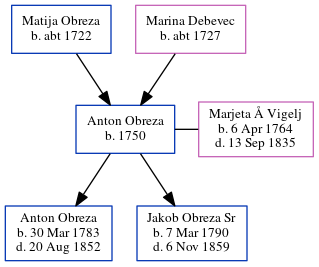 Matija Obreza
b. abt 1722
Marina Debevec
b. abt 1727
Anton Obreza
b. 1750
Marjeta Å Vigelj
b. 6 Apr 1764
d. 13 Sep 1835
Anton Obreza
b. 30 Mar 1783
d. 20 Aug 1852
Jakob Obreza Sr
b. 7 Mar 1790
d. 6 Nov 1859